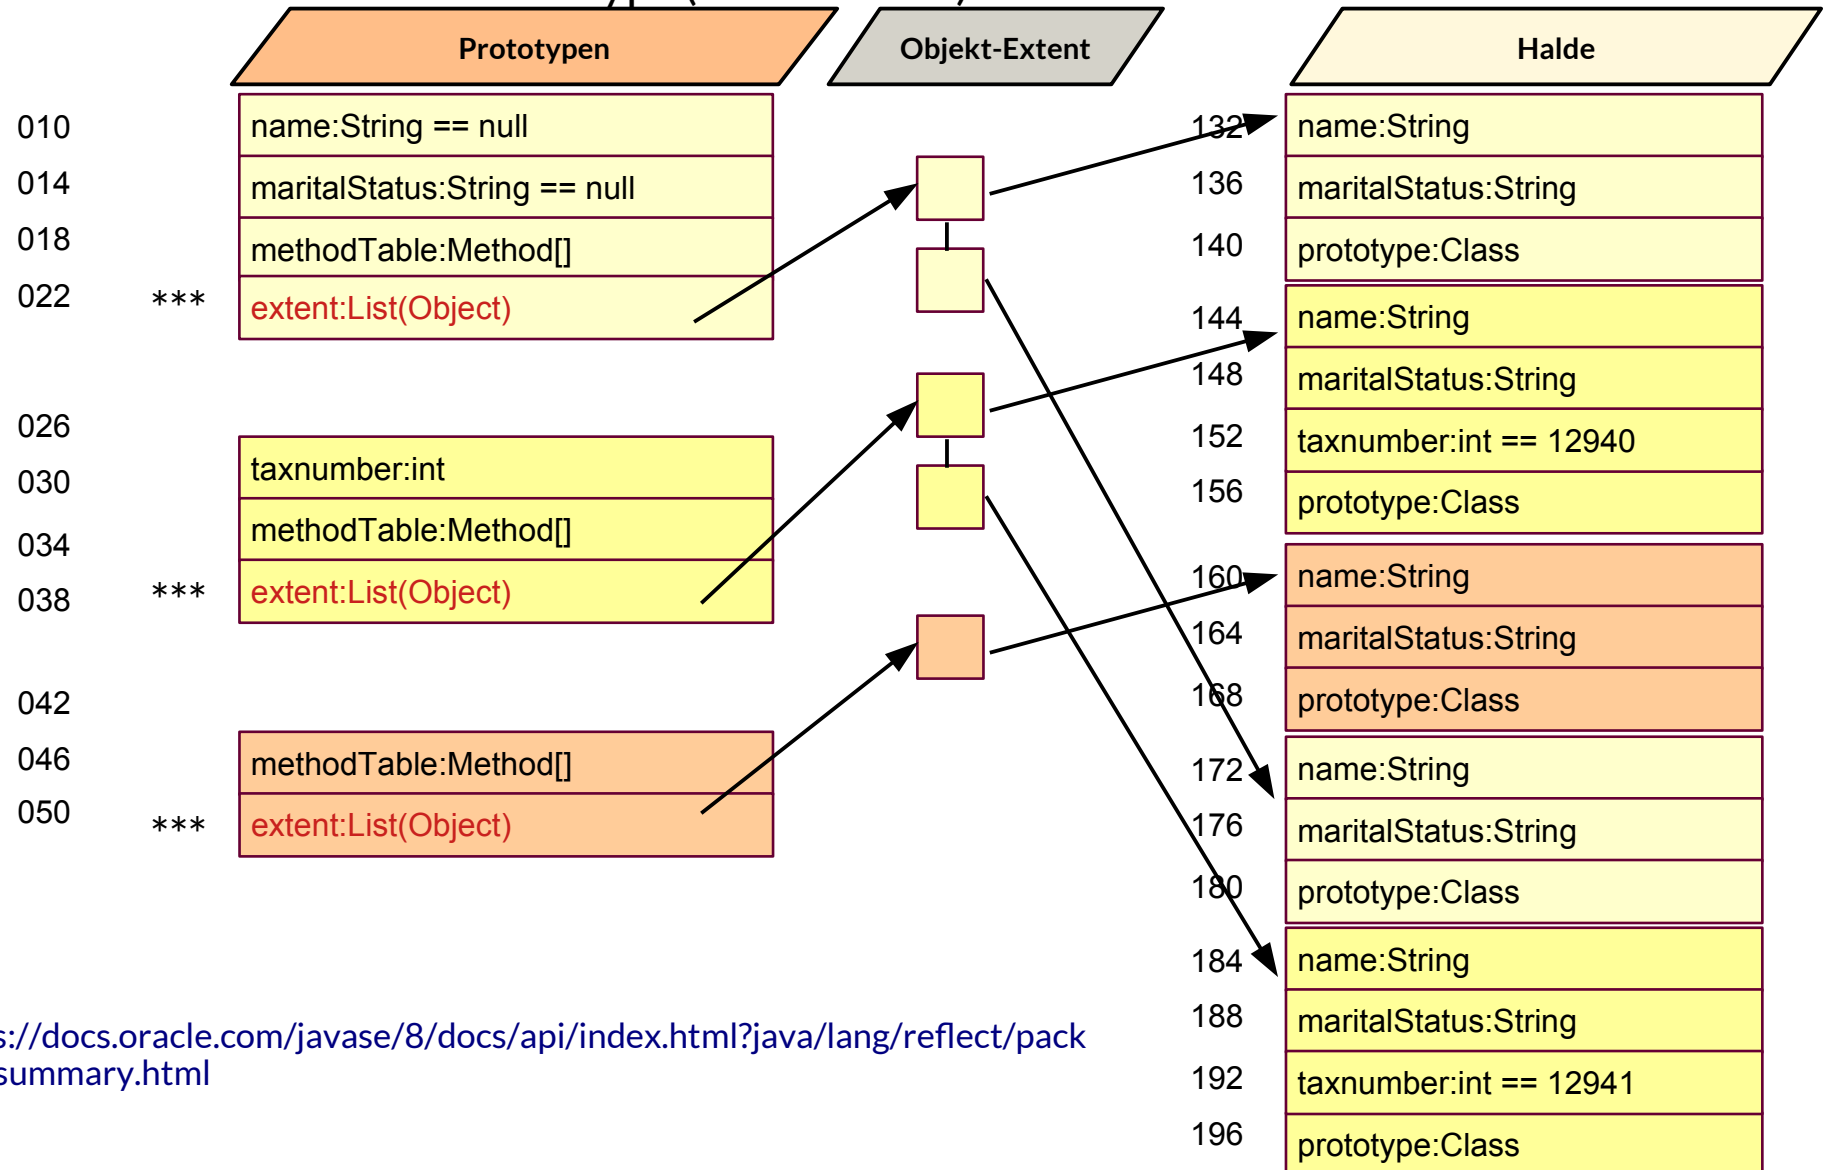 Prototypen
Objekt-Extent
Halde
010
name:String == null
014
maritalStatus:String == null
018
methodTable:Method[]
022
***
extent:List(Object)
026
taxnumber:int
030
methodTable:Method[]
034
038
***
extent:List(Object)
042
046
methodTable:Method[]
050
***
extent:List(Object)
132
name:String
136
maritalStatus:String
140
prototype:Class
144
name:String
148
maritalStatus:String
152
taxnumber:int == 12940
156
prototype:Class
160
name:String
164
maritalStatus:String
168
prototype:Class
172
name:String
176
maritalStatus:String
180
prototype:Class
184
name:String
188
maritalStatus:String
192
taxnumber:int == 12941
196
prototype:Class
s://docs.oracle.com/javase/8/docs/api/index.html?java/lang/reflect/pack
summary.html